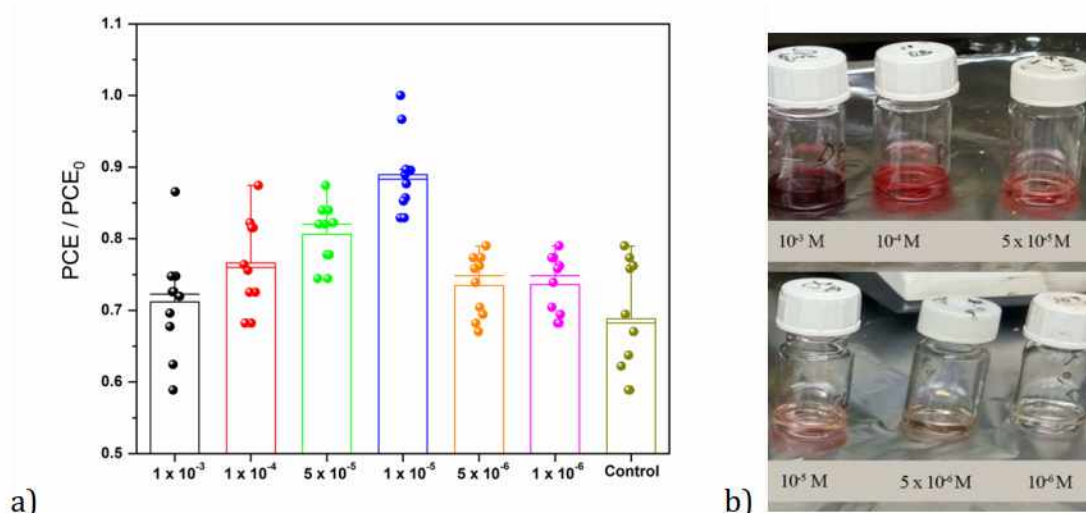 1.1
1.0
0.9
0.8
0.7
0.6
0.5
PCE / PCE₀
1 x 10⁻³ 1 x 10⁻⁴ 5 x 10⁻⁵ 1 x 10⁻⁵ 5 x 10⁻⁶ 1 x 10⁻⁶ Control
a)
10⁻³ M 10⁻⁴ M 5 x 10⁻⁵ M
10⁻⁵ M 5 x 10⁻⁶ M 10⁻⁶ M
b)